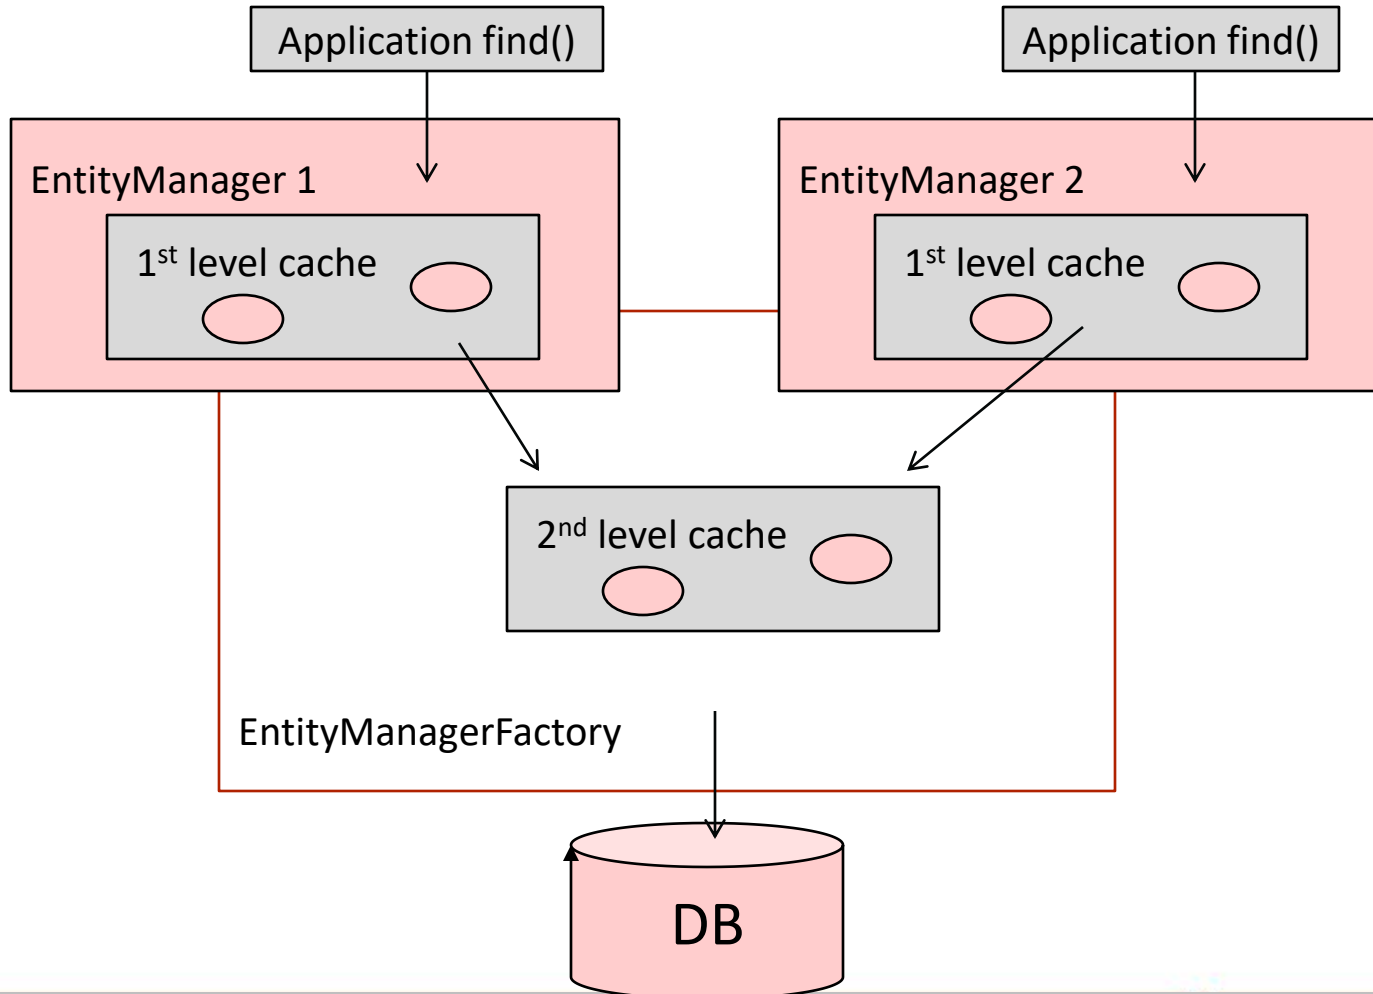 Application find()
Application find()
EntityManager 1
EntityManager 2
1st level cache
1st level cache
2nd level cache
EntityManagerFactory
DB